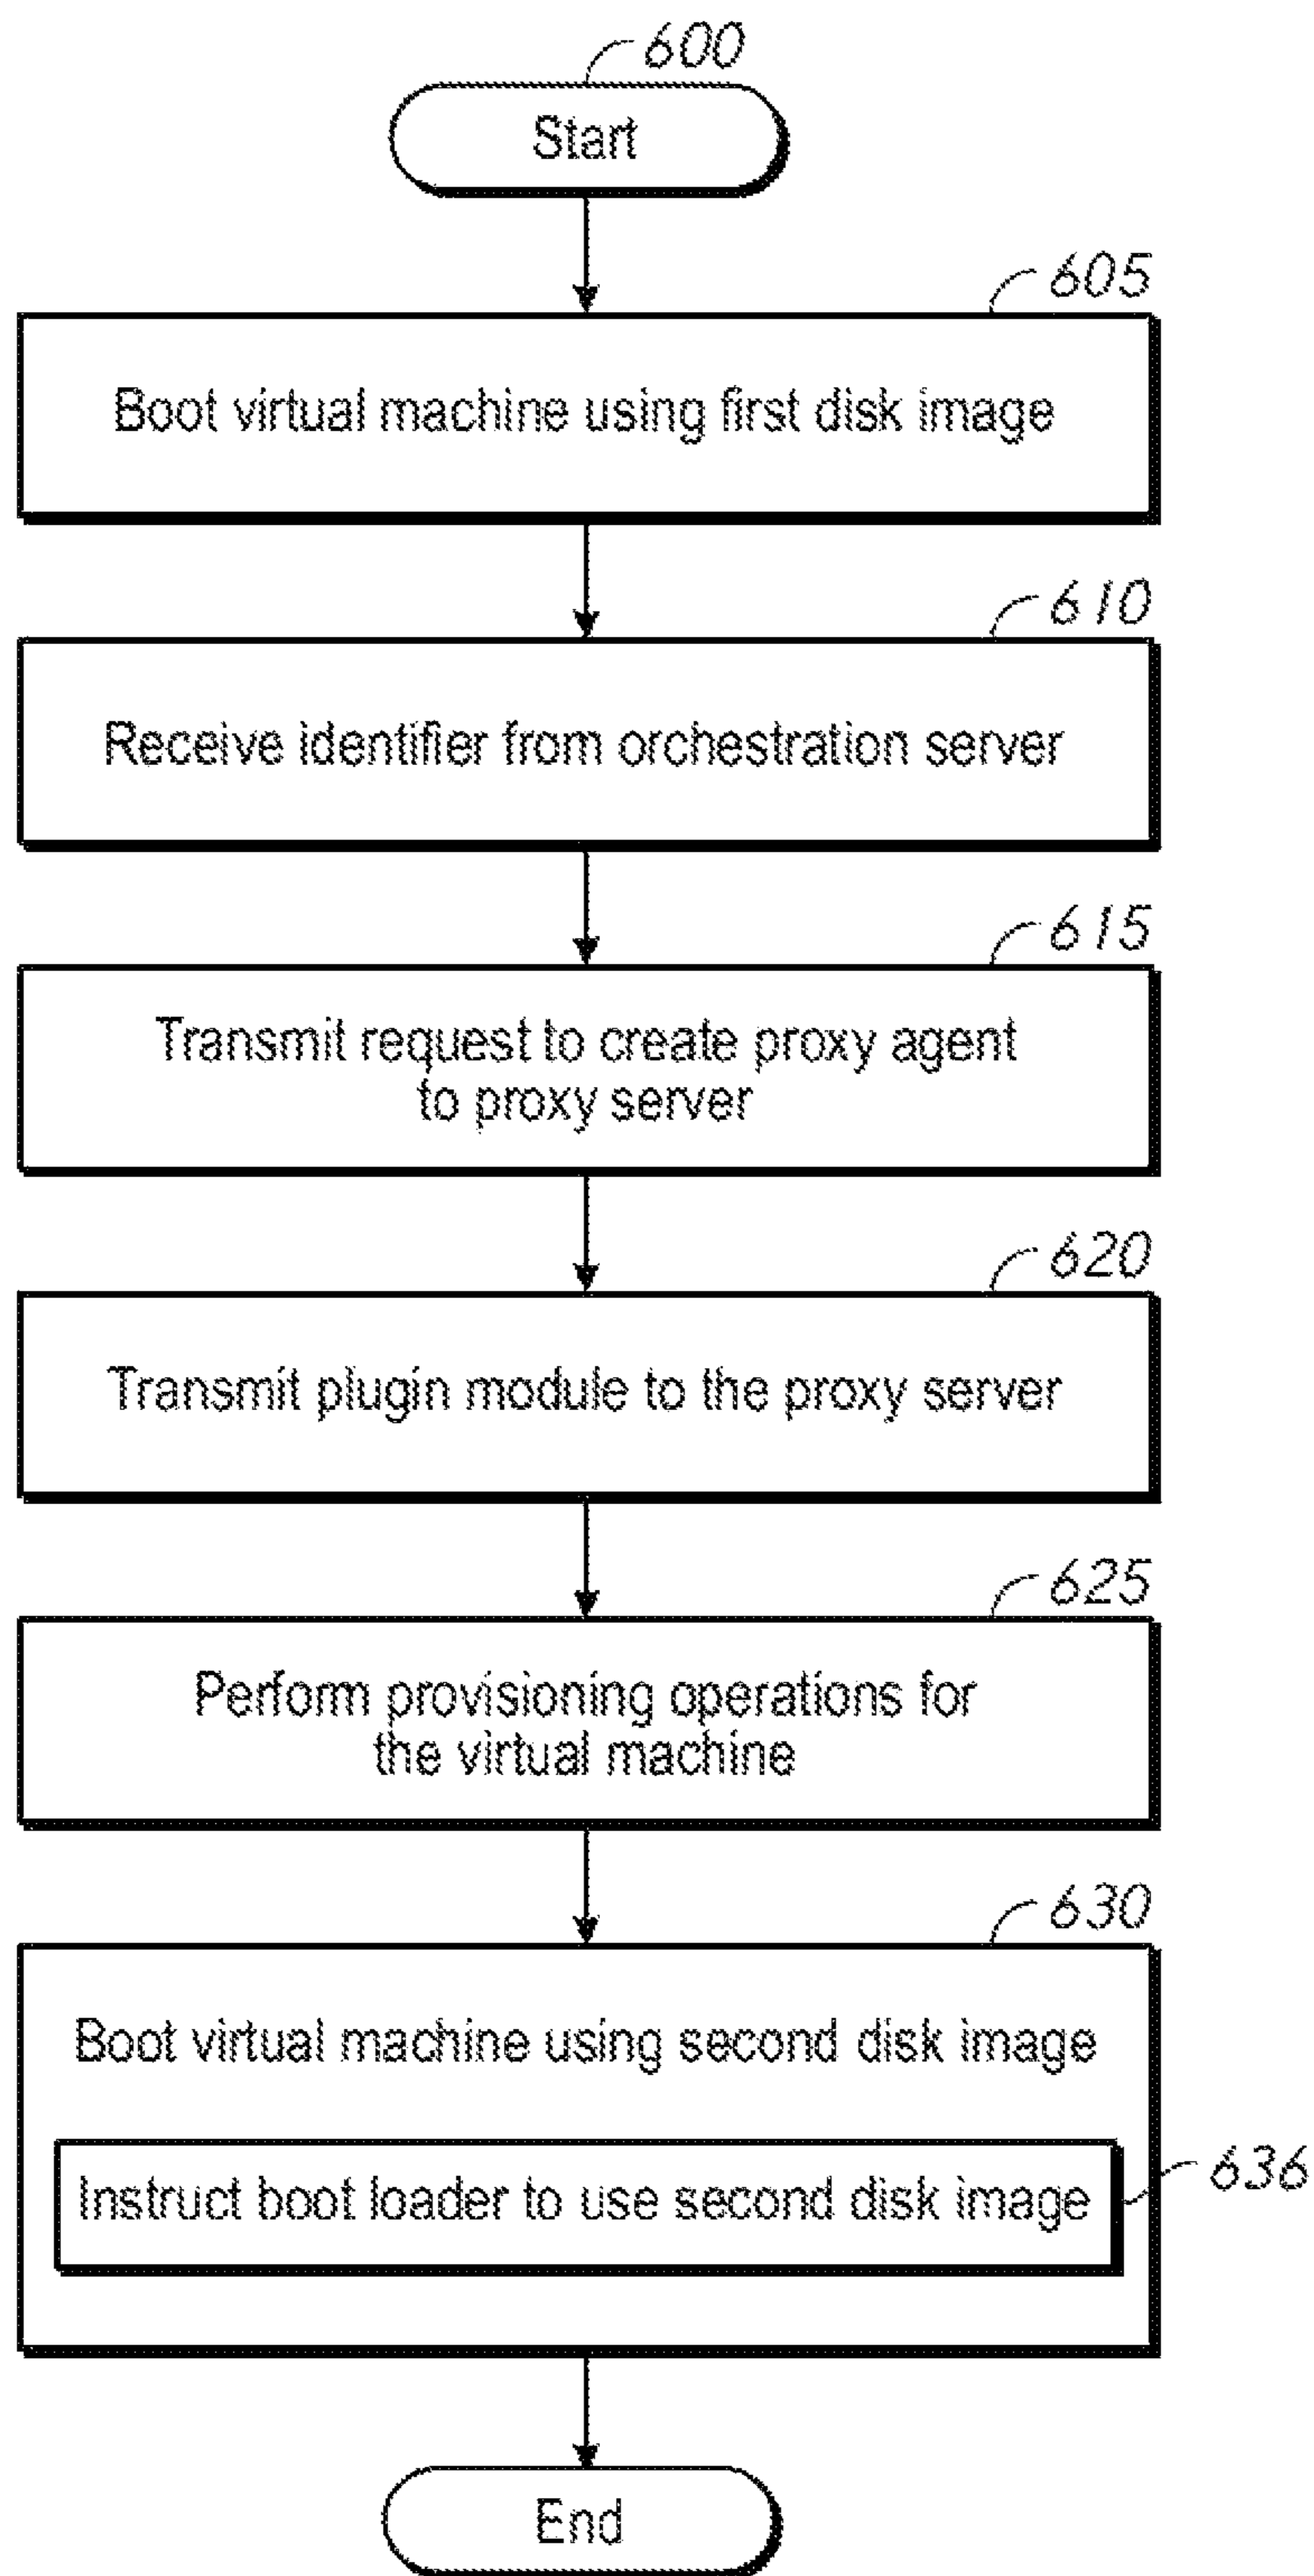 600
Start
605
Boot virtual machine using first disk image
610
Receive identifier from orchestration server
615
Transmit request to create proxy agent
to proxy server
620
Transmit plugin module to the proxy server
625
Perform provisioning operations for
the virtual machine
630
Boot virtual machine using second disk image
Instruct boot loader to use second disk image
636
End